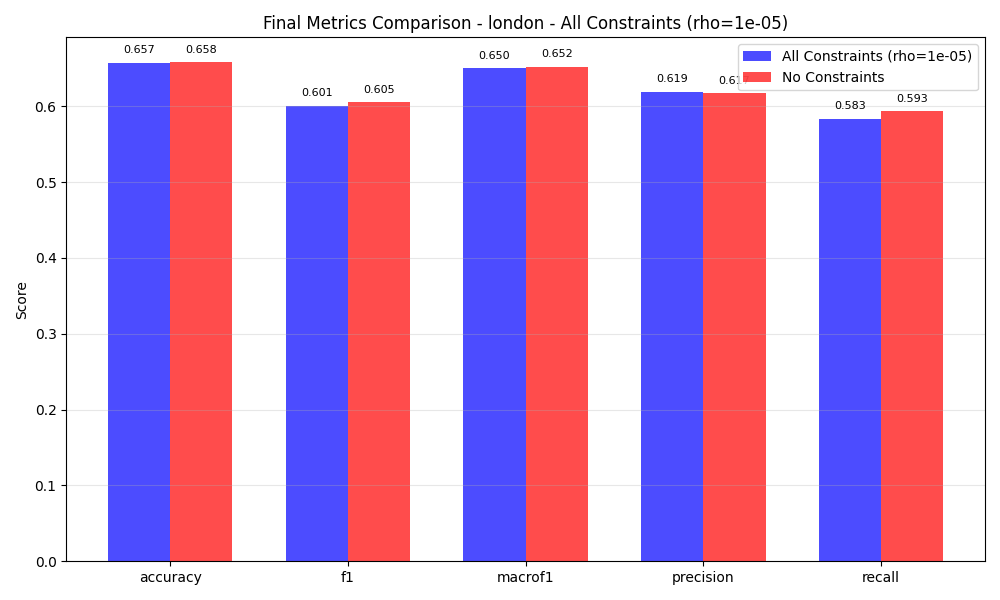 Final Metrics Comparison - london - All Constraints (rho=1e-05)
All Constraints (rho=1e-05)
No Constraints
0.657
0.658
0.601
0.605
0.650
0.652
0.619
0.583
0.593
Score
0.6
0.5
0.4
0.3
0.2
0.1
0.0
accuracy
f1
macrof1
precision
recall